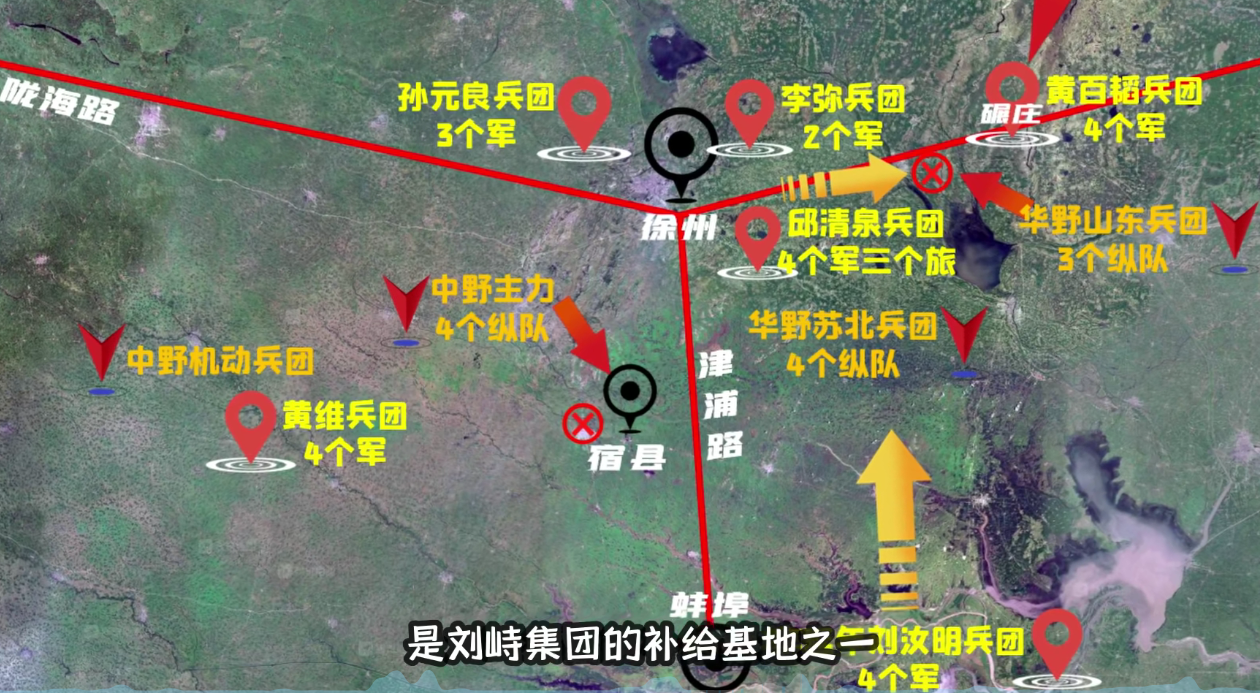 陇海路
孙元良兵团
3个军
李弥兵团
2个军
碾庄
黄百韬兵团
4个军
徐州
邱清泉兵团
4个军三个旅
华野山东兵团
3个纵队
中野主力
4个纵队
华野苏北兵团
4个纵队
中野机动兵团
黄维兵团
4个军
津浦路
宿县
蚌埠
刘汝明兵团
4个军
是刘峙集团的补给基地之一